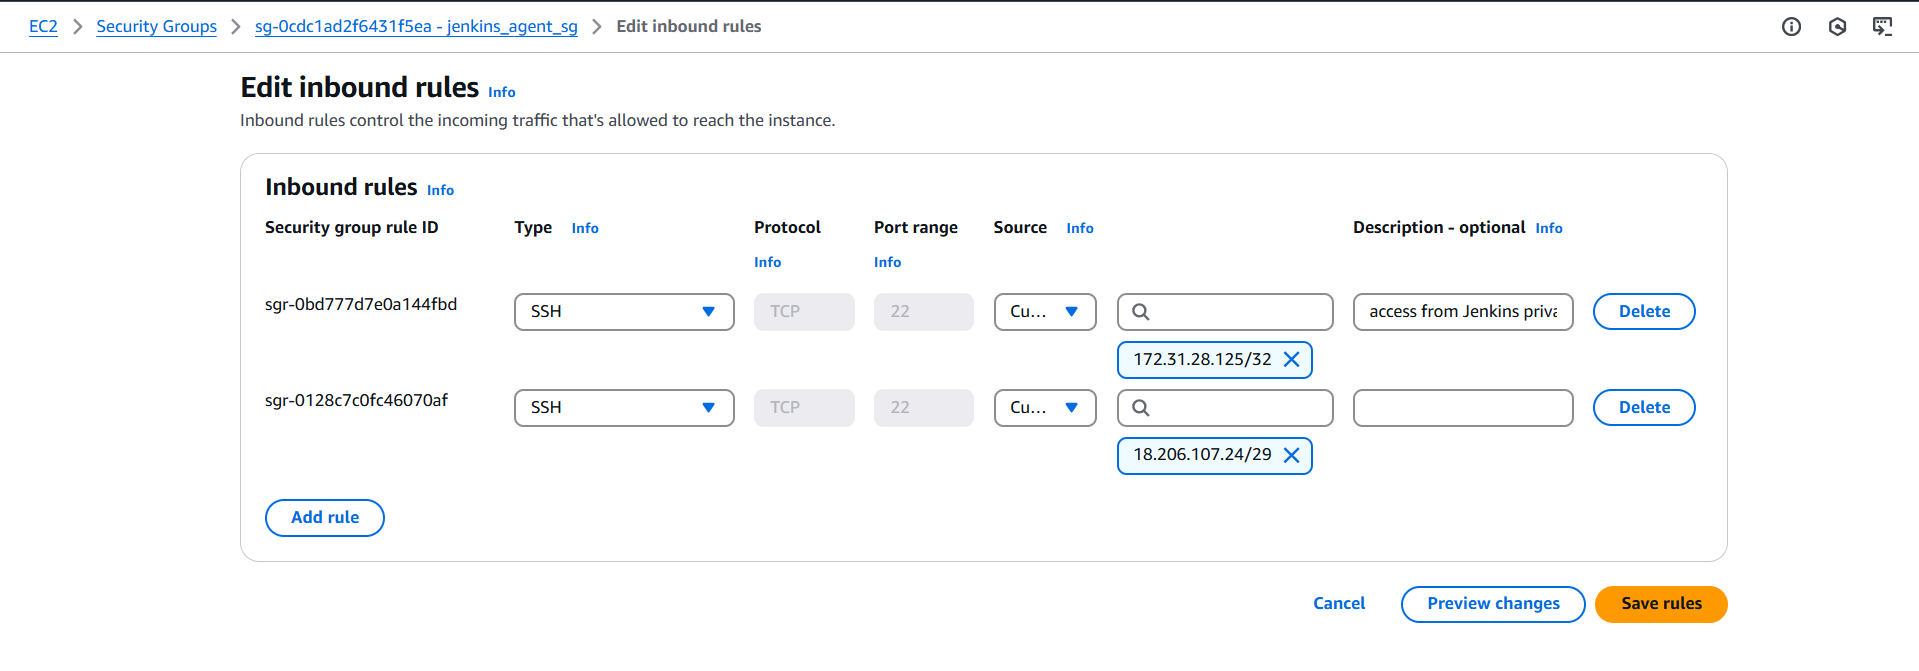 EC2 > Security Groups > sg-0cdc1ad2f6431f5ea - jenkins_agent_sg > Edit inbound rules
Edit inbound rules Info
Inbound rules control the incoming traffic that's allowed to reach the instance.
Inbound rules Info
Security group rule ID Type Info Protocol Port range Source Info Description - optional Info
Info Info
sgr-0bd777d7e0a144fbd SSH TCP 22 Cu... access from Jenkins priva Delete
172.31.28.125/32
sgr-0128c7c0fc46070af SSH TCP 22 Cu... Delete
18.206.107.24/29
Add rule
Cancel Preview changes Save rules